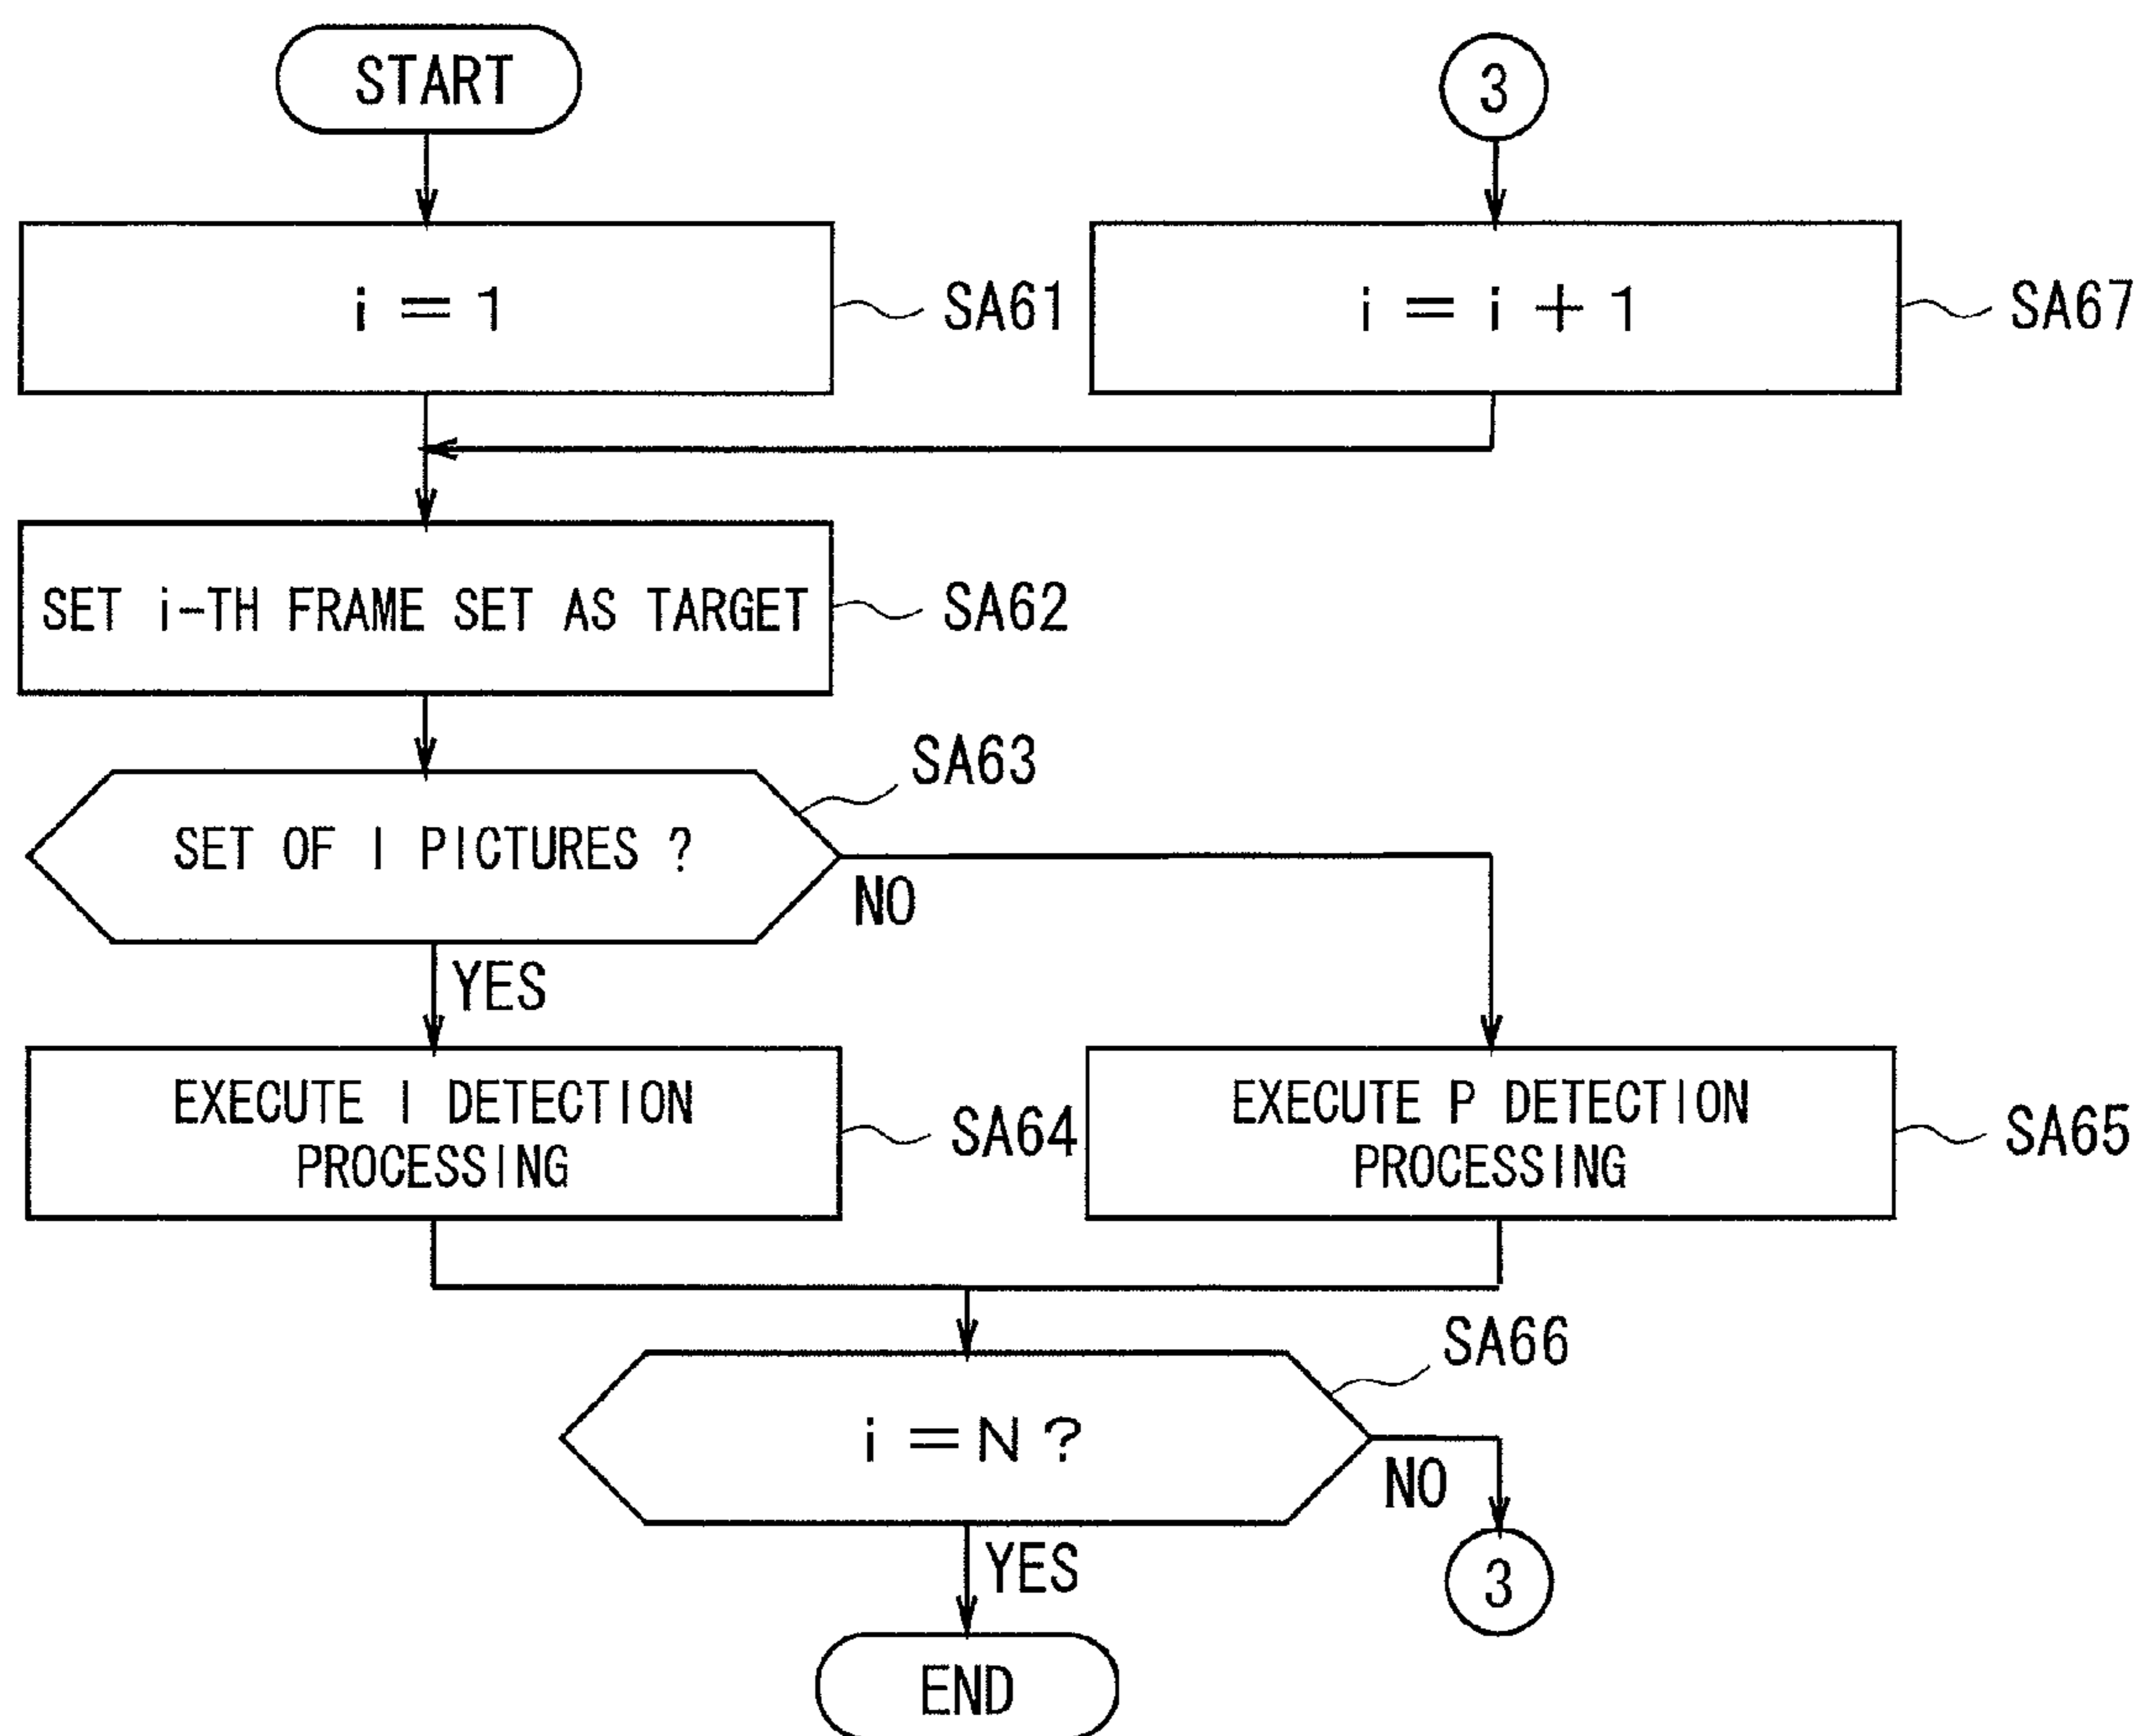 START
3
i = 1
SA61
i = i + 1
SA67
SET i-TH FRAME SET AS TARGET
SA62
SA63
SET OF I PICTURES ?
NO
YES
EXECUTE I DETECTION
PROCESSING
SA64
EXECUTE P DETECTION
PROCESSING
SA65
SA66
i = N ?
NO
YES
3
END